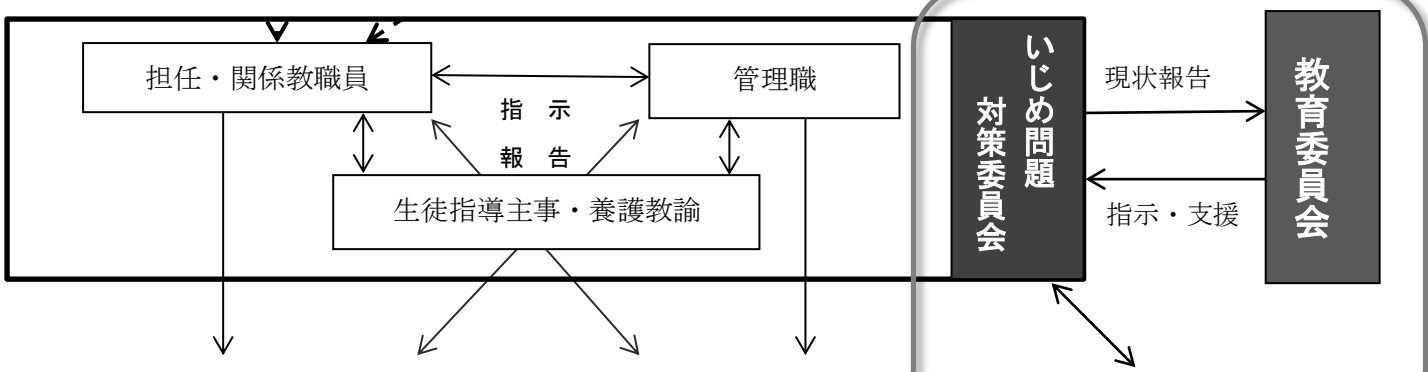 担任・関係教職員
管理職
指 示
報 告
生徒指導主事・養護教諭
いじめ問題
対策委員会
現状報告
指示・支援
教育委員会